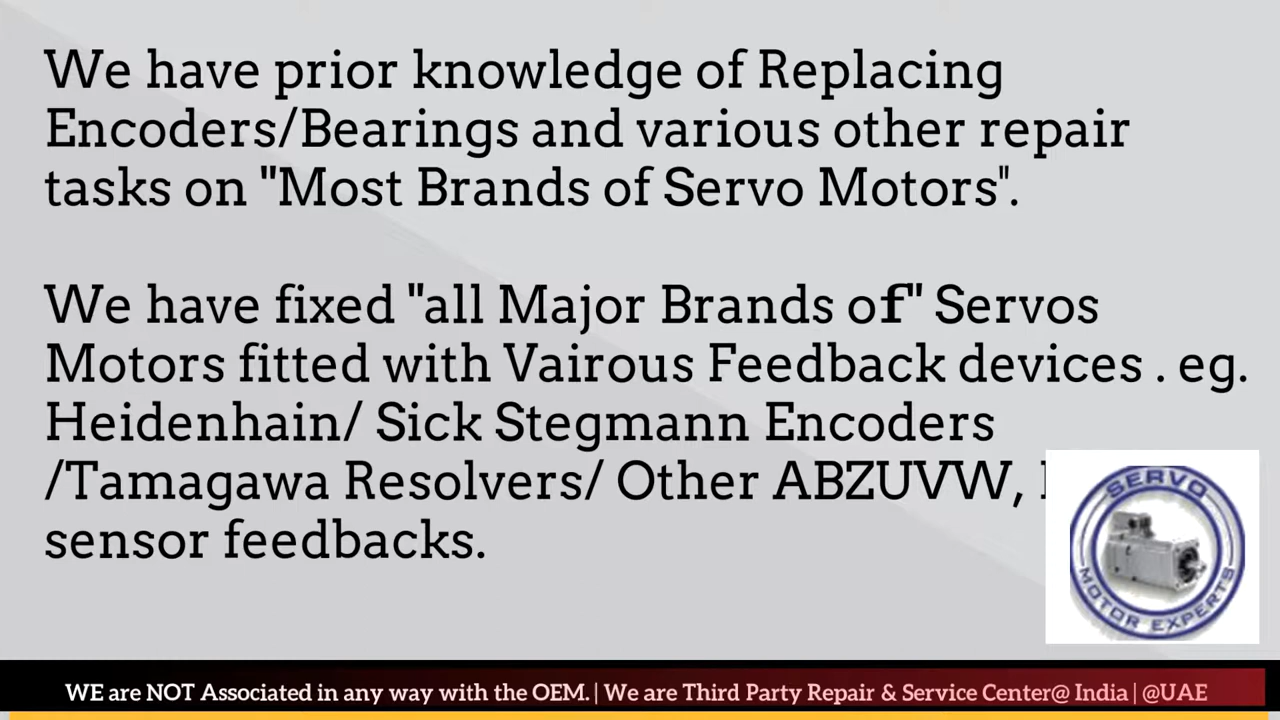 We have prior knowledge of Replacing
Encoders/Bearings and various other repair
tasks on "Most Brands of Servo Motors".
We have fixed "all Major Brands of" Servos
Motors fitted with Vairous Feedback devices . eg.
Heidenhain/ Sick Stegmann Encoders
/Tamagawa Resolvers/ Other ABZUVW,
sensor feedbacks.
SERVO
MOTOR EXPERTS
WE are NOT Associated in any way with the OEM. | We are Third Party Repair & Service Center@ India | @UAE